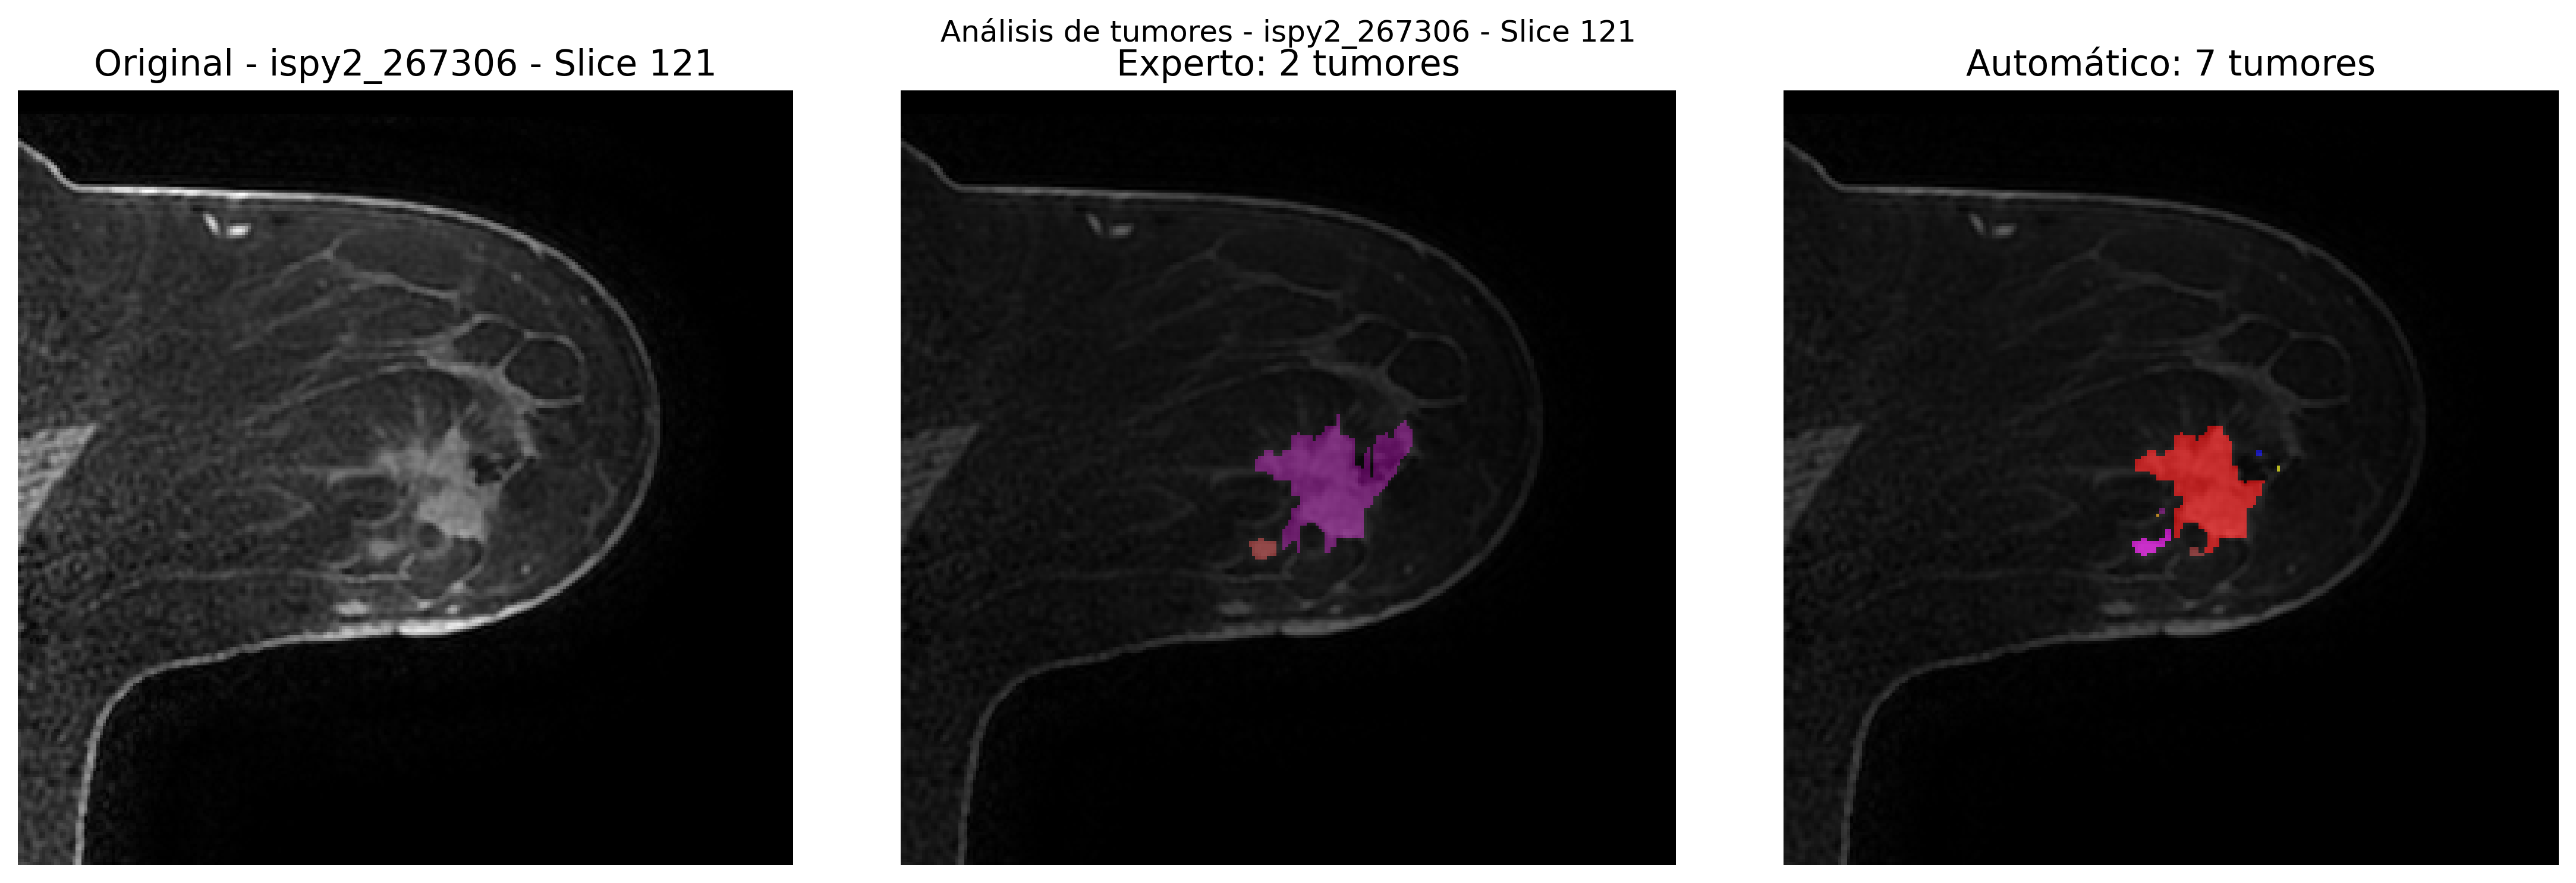 Análisis de tumores - ispy2_267306 - Slice 121
Original - ispy2_267306 - Slice 121
Experto: 2 tumores
Automático: 7 tumores